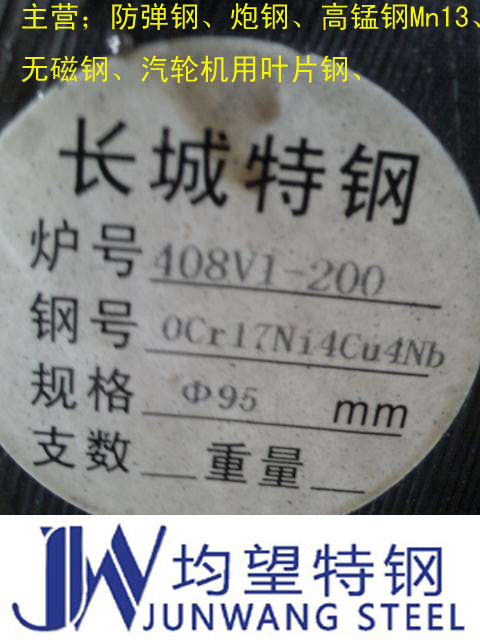 主营；防弹钢、炮钢、高锰钢Mn13、
无磁钢、汽轮机用叶片钢、
长城特钢
炉号 408V1-200
钢号 0Cr17Ni4Cu4Nb
规格 Φ95 mm
支数 重量
JW 均望特钢
JUNWANG STEEL